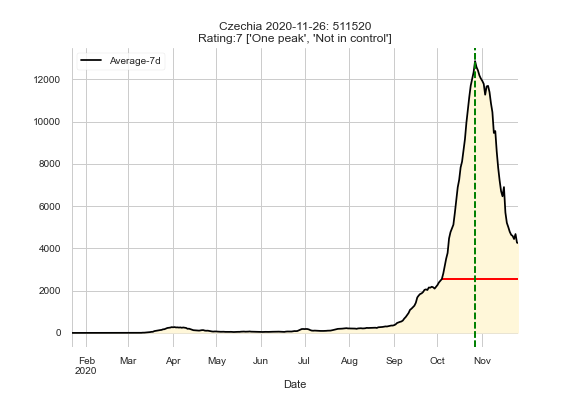 Czechia 2020-11-26: 511520
Rating:7 ['One peak', 'Not in control']
Average-7d
12000
10000
8000
6000
4000
2000
0
Feb Mar Apr May Jun Jul Aug Sep Oct Nov
2020
Date